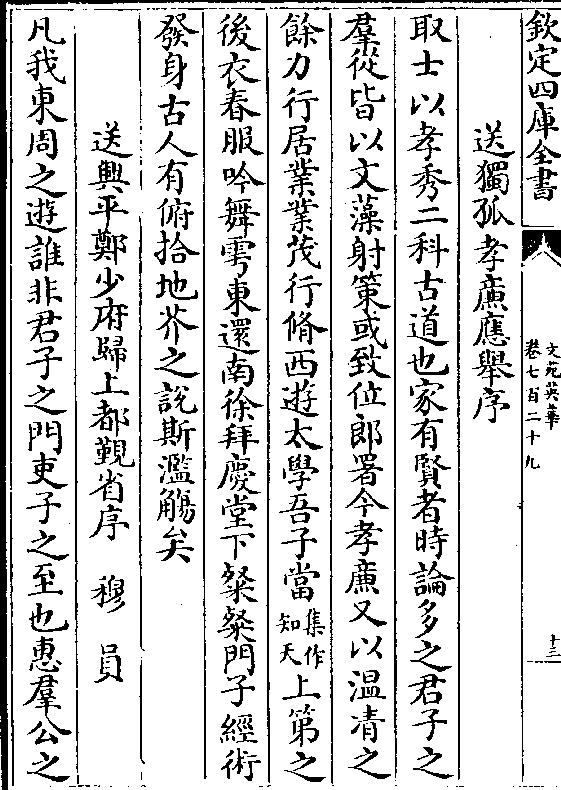 欽定四庫全書
文苑英華
卷七百二十九
十三
送獨孤孝廉應舉序
取士以孝秀二科古道也家有賢者時論多之君子之
羣從皆以文藻射策或致位郎署今孝廉又以温凊之
餘力行居業業茂行脩西遊太學吾子當集作知天上第之
後衣春服吟舞雩東還南徐拜慶堂下粲粲門子經術
發身古人有俯拾地芥之說斯濫觴矣
送興平鄭少府歸上都覲省序　穆員
凡我東周之遊誰非君子之門吏子之至也惠羣公之